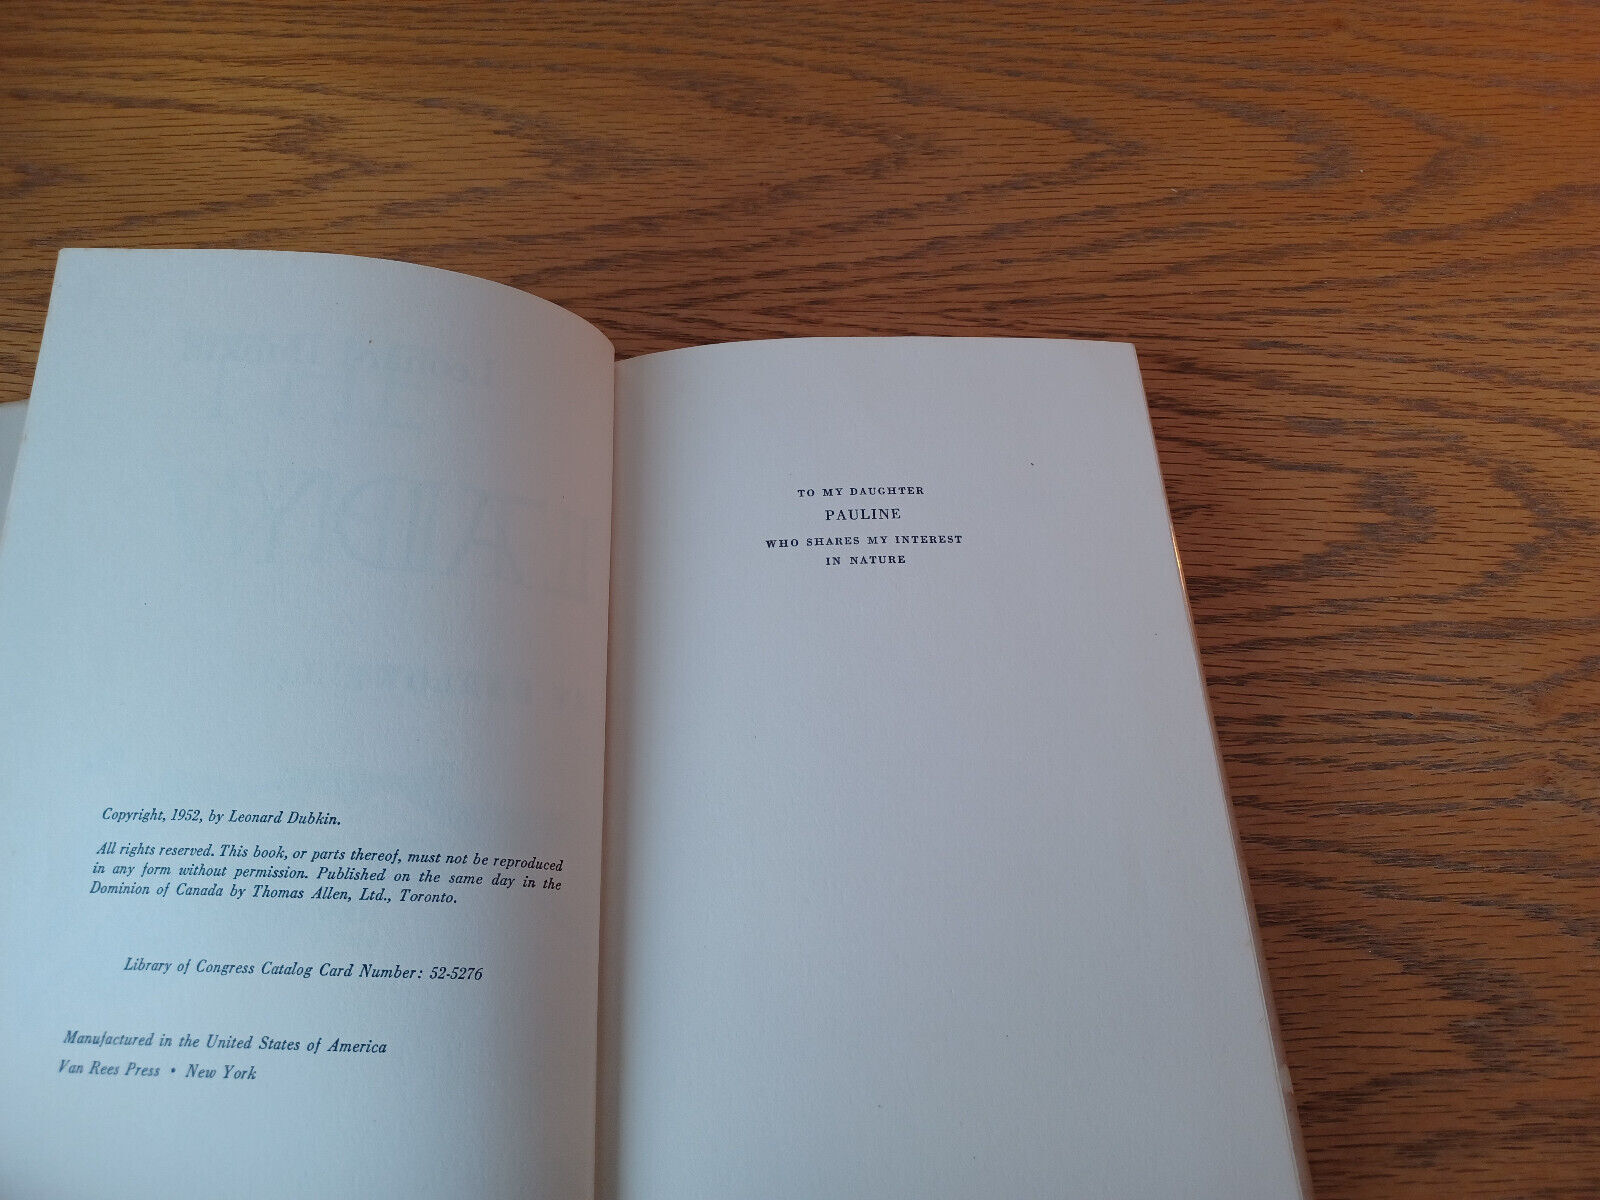 Copyright, 1952, by Leonard Dubkin.
All rights reserved. This book, or parts thereof, must not be reproduced
in any form without permission. Published on the same day in the
Dominion of Canada by Thomas Allen, Ltd., Toronto.
Library of Congress Catalog Card Number: 52-5276
Manufactured in the United States of America
Van Rees Press • New York
TO MY DAUGHTER
PAULINE
WHO SHARES MY INTEREST
IN NATURE